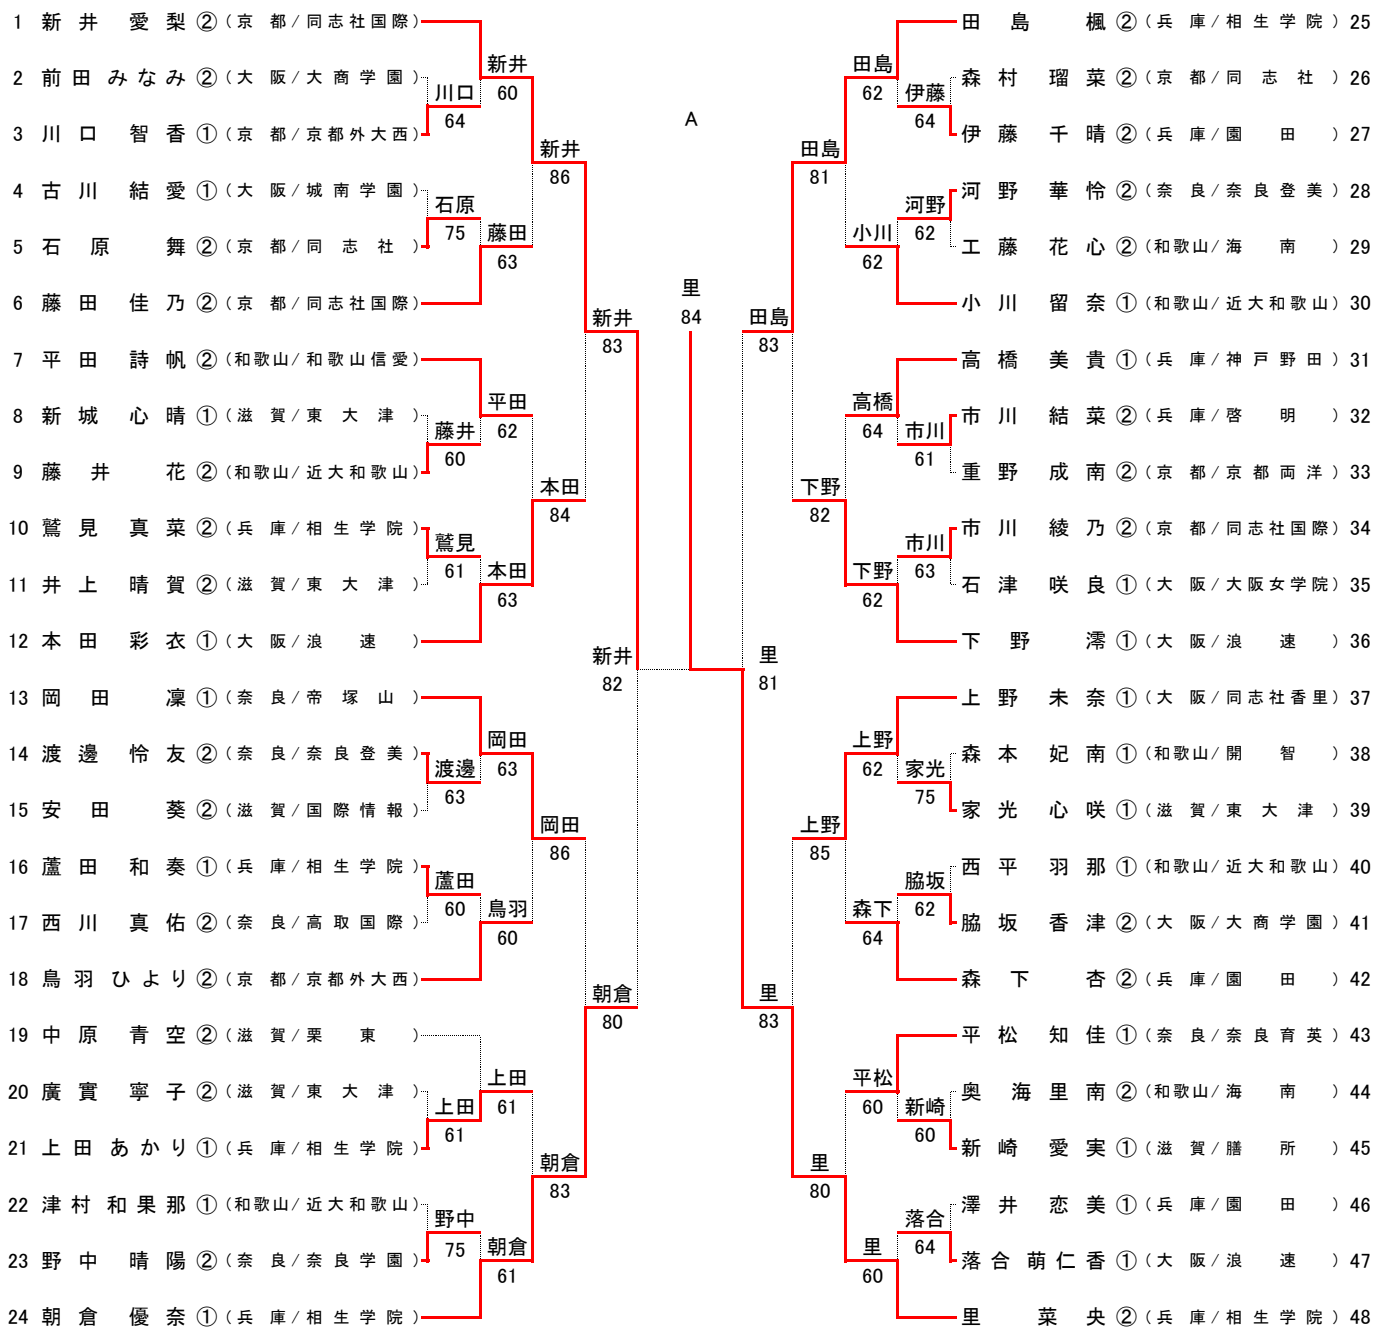 1 新井 愛梨 ② (京 都/同志社国際)
2 前田 みなみ ② (大 阪/大商学園)
3 川口 智香 ① (京 都/京都外大西)
4 古川 結愛 ① (大 阪/城南学園)
5 石原 舞 ② (京 都/同志社)
6 藤田 佳乃 ② (京 都/同志社国際)
7 平田 詩帆 ② (和歌山/和歌山信愛)
8 新城 心晴 ① (滋 賀/東大津)
9 藤井 花 ② (和歌山/近大和歌山)
10 鷲見 真菜 ② (兵 庫/相生学院)
11 井上 晴賀 ② (滋 賀/東大津)
12 本田 彩衣 ① (大 阪/浪速)
13 岡田 凜 ① (奈 良/帝塚山)
14 渡邊 怜友 ② (奈 良/奈良登美)
15 安田 葵 ② (滋 賀/国際情報)
16 蘆田 和奏 ① (兵 庫/相生学院)
17 西川 真佑 ② (奈 良/高取国際)
18 鳥羽 ひより ② (京 都/京都外大西)
19 中原 青空 ② (滋 賀/栗東)
20 廣實 寧子 ② (滋 賀/東大津)
21 上田 あかり ① (兵 庫/相生学院)
22 津村 和果那 ① (和歌山/近大和歌山)
23 野中 晴陽 ② (奈 良/奈良学園)
24 朝倉 優奈 ① (兵 庫/相生学院)
川口
64
石原
75
藤井
60
鷲見
61
渡邊
63
蘆田
60
上田
61
野中
75
新井
60
藤田
63
平田
62
本田
63
岡田
63
鳥羽
60
上田
61
朝倉
61
新井
86
本田
84
岡田
86
朝倉
83
新井
83
朝倉
80
新井
82
A
里
84
里
81
田島
83
里
83
田島
81
下野
82
上野
85
里
80
田島
62
小川
62
高橋
64
下野
62
上野
62
森下
64
平松
60
里
60
伊藤
64
河野
62
市川
61
市川
63
家光
75
脇坂
62
新崎
60
落合
64
田島 楓 ② (兵 庫/相生学院) 25
森村 瑠菜 ② (京 都/同志社) 26
伊藤 千晴 ② (兵 庫/園田) 27
河野 華怜 ② (奈 良/奈良登美) 28
工藤 花心 ② (和歌山/海南) 29
小川 留奈 ① (和歌山/近大和歌山) 30
高橋 美貴 ① (兵 庫/神戸野田) 31
市川 結菜 ② (兵 庫/啓明) 32
重野 成南 ② (京 都/京都両洋) 33
市川 綾乃 ② (京 都/同志社国際) 34
石津 咲良 ① (大 阪/大阪女学院) 35
下野 澪 ① (大 阪/浪速) 36
上野 未奈 ① (大 阪/同志社香里) 37
森本 妃南 ① (和歌山/開智) 38
家光 心咲 ① (滋 賀/東大津) 39
西平 羽那 ① (和歌山/近大和歌山) 40
脇坂 香津 ② (大 阪/大商学園) 41
森下 杏 ② (兵 庫/園田) 42
平松 知佳 ① (奈 良/奈良育英) 43
奥 海里南 ② (和歌山/海南) 44
新崎 愛実 ① (滋 賀/膳所) 45
澤井 恋美 ① (兵 庫/園田) 46
落合 萌仁香 ① (大 阪/浪速) 47
里 菜央 ② (兵 庫/相生学院) 48